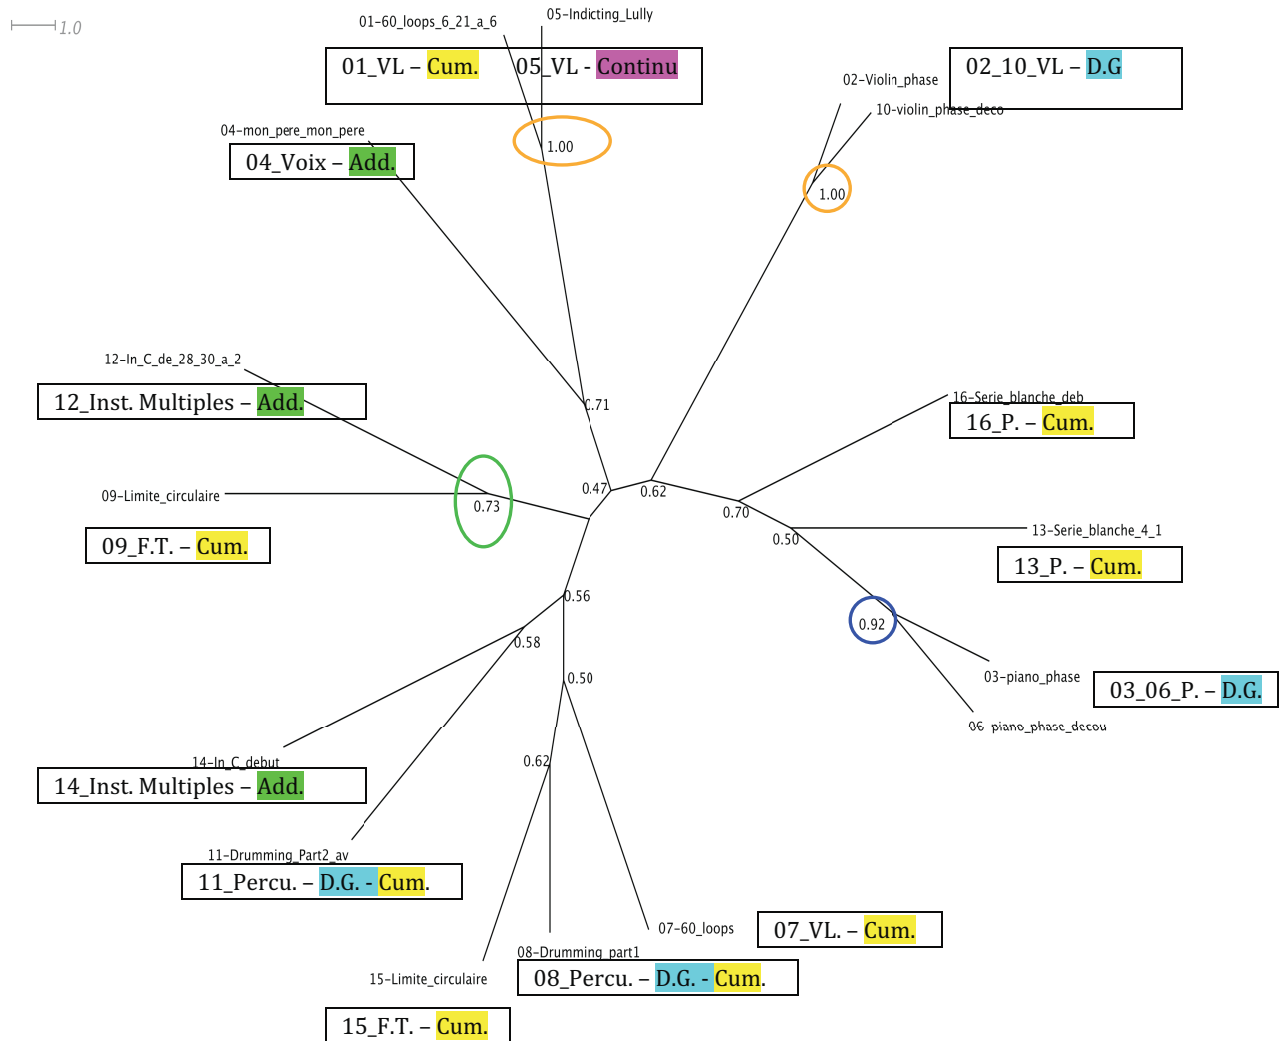 1.0
01-60_loops_6_21_a_6
05-Indicting_Lully
01_VL – Cum. 05_VL - Continu
02-Violin_phase
02_10_VL – D.G
10-violin_phase_deco
04-mon_pere_mon_pere
1.00
04_Voix – Add.
1.00
12-In_C_de_28_30_a_2
12_Inst. Multiples – Add.
0.71
16-Serie_blanche_deb
16_P. – Cum.
09-Limite_circulaire
0.73
0.47
0.62
0.70
09_F.T. – Cum.
0.50
13-Serie_blanche_4_1
13_P. – Cum.
0.56
0.92
0.58
0.50
03-piano_phase
03_06_P. – D.G.
06_piano_phase_decou
14-In_C_debut
0.62
14_Inst. Multiples – Add.
11-Drumming_Part2_av
11_Percu. – D.G. - Cum.
07-60_loops
07_VL. – Cum.
08-Drumming_part1
15-Limite_circulaire
08_Percu. – D.G. - Cum.
15_F.T. – Cum.